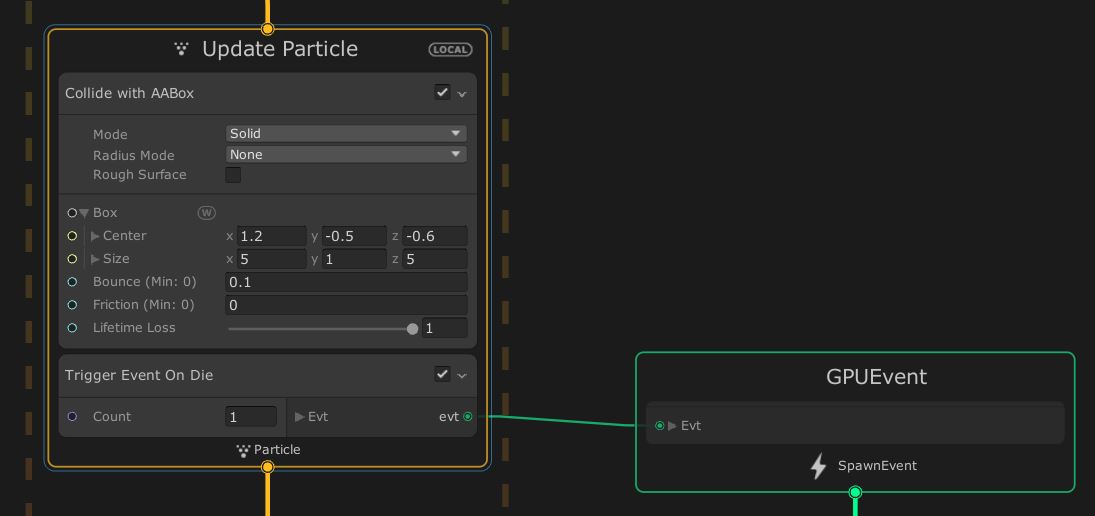 Update Particle LOCAL
Collide with AABox
Mode Solid
Radius Mode None
Rough Surface
Box W
Center x 1.2 y -0.5 z -0.6
Size x 5 y 1 z 5
Bounce (Min: 0) 0.1
Friction (Min: 0) 0
Lifetime Loss 1
Trigger Event On Die
Count 1 Evt evt
Particle
GPUEvent
Evt
SpawnEvent